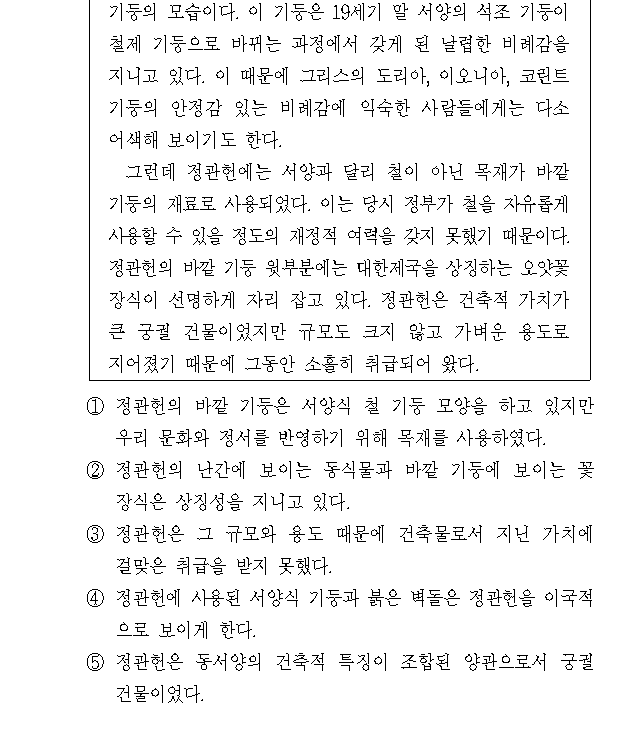 기둥의 모습이다. 이 기둥은 19세기 말 서양의 석조 기둥이
철제 기둥으로 바뀌는 과정에서 갖게 된 날렵한 비례감을
지니고 있다. 이 때문에 그리스의 도리아, 이오니아, 코린트
기둥의 안정감 있는 비례감에 익숙한 사람들에게는 다소
어색해 보이기도 한다.
그런데 정관헌에는 서양과 달리 철이 아닌 목재가 바깥
기둥의 재료로 사용되었다. 이는 당시 정부가 철을 자유롭게
사용할 수 있을 정도의 재정적 여력을 갖지 못했기 때문이다.
정관헌의 바깥 기둥 윗부분에는 대한제국을 상징하는 오얏꽃
장식이 선명하게 자리 잡고 있다. 정관헌은 건축적 가치가
큰 궁궐 건물이었지만 규모도 크지 않고 가벼운 용도로
지어졌기 때문에 그동안 소홀히 취급되어 왔다.
① 정관헌의 바깥 기둥은 서양식 철 기둥 모양을 하고 있지만
우리 문화와 정서를 반영하기 위해 목재를 사용하였다.
② 정관헌의 난간에 보이는 동식물과 바깥 기둥에 보이는 꽃
장식은 상징성을 지니고 있다.
③ 정관헌은 그 규모와 용도 때문에 건축물로서 지닌 가치에
걸맞은 취급을 받지 못했다.
④ 정관헌에 사용된 서양식 기둥과 붉은 벽돌은 정관헌을 이국적
으로 보이게 한다.
⑤ 정관헌은 동서양의 건축적 특징이 조합된 양관으로서 궁궐
건물이었다.